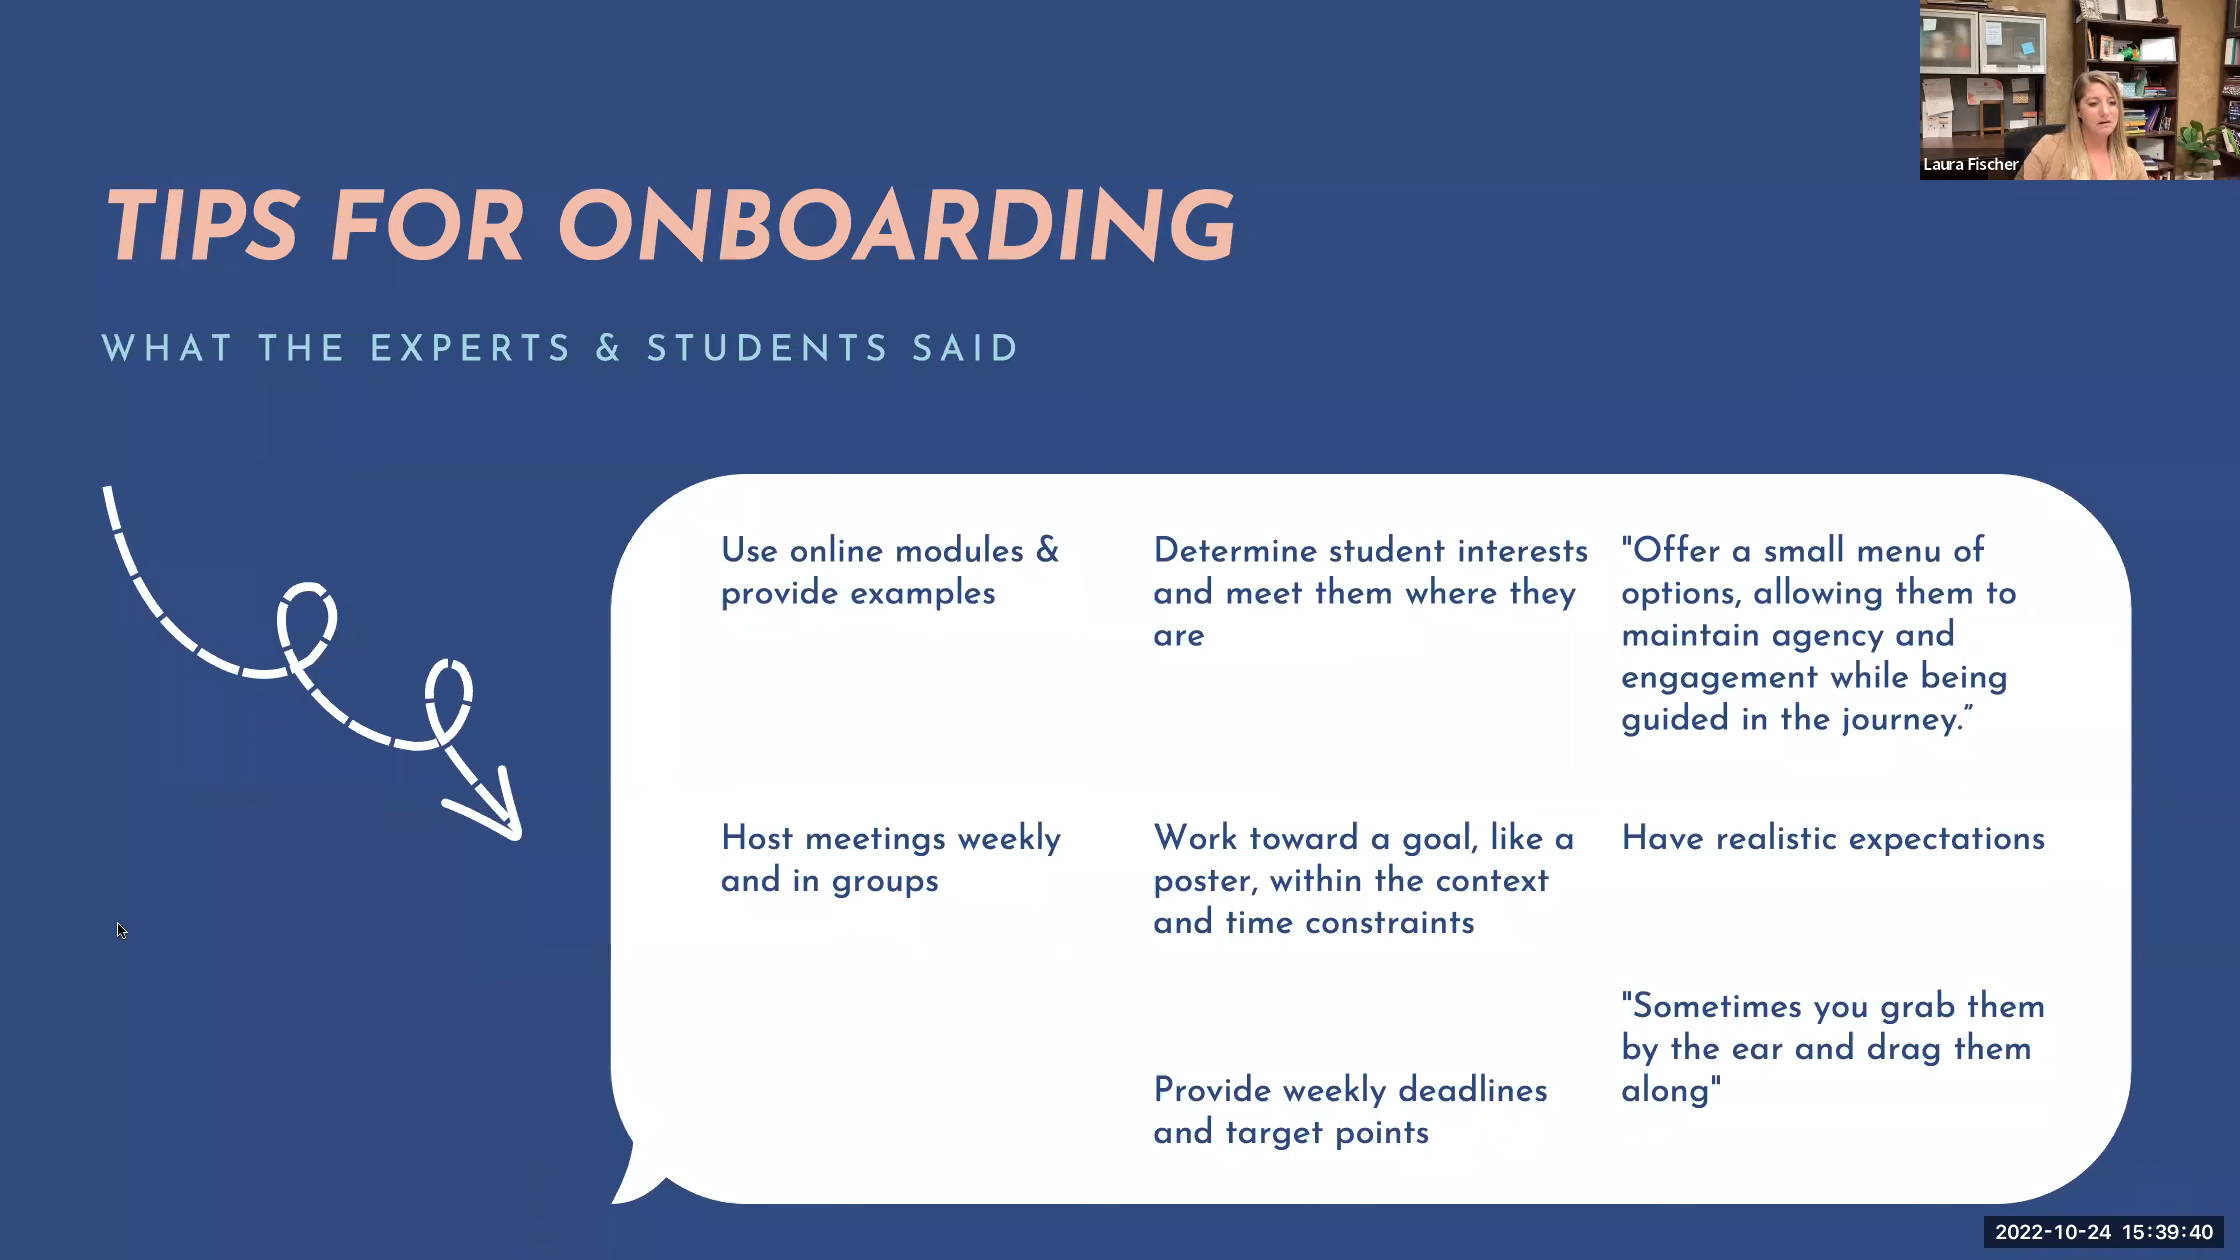 Laura Fischer
TIPS FOR ONBOARDING
WHAT THE EXPERTS & STUDENTS SAID
Use online modules &
provide examples
Determine student interests
and meet them where they
are
"Offer a small menu of
options, allowing them to
maintain agency and
engagement while being
guided in the journey.”
Host meetings weekly
and in groups
Work toward a goal, like a
poster, within the context
and time constraints
Have realistic expectations
Provide weekly deadlines
and target points
"Sometimes you grab them
by the ear and drag them
along"
2022-10-24 15:39:40